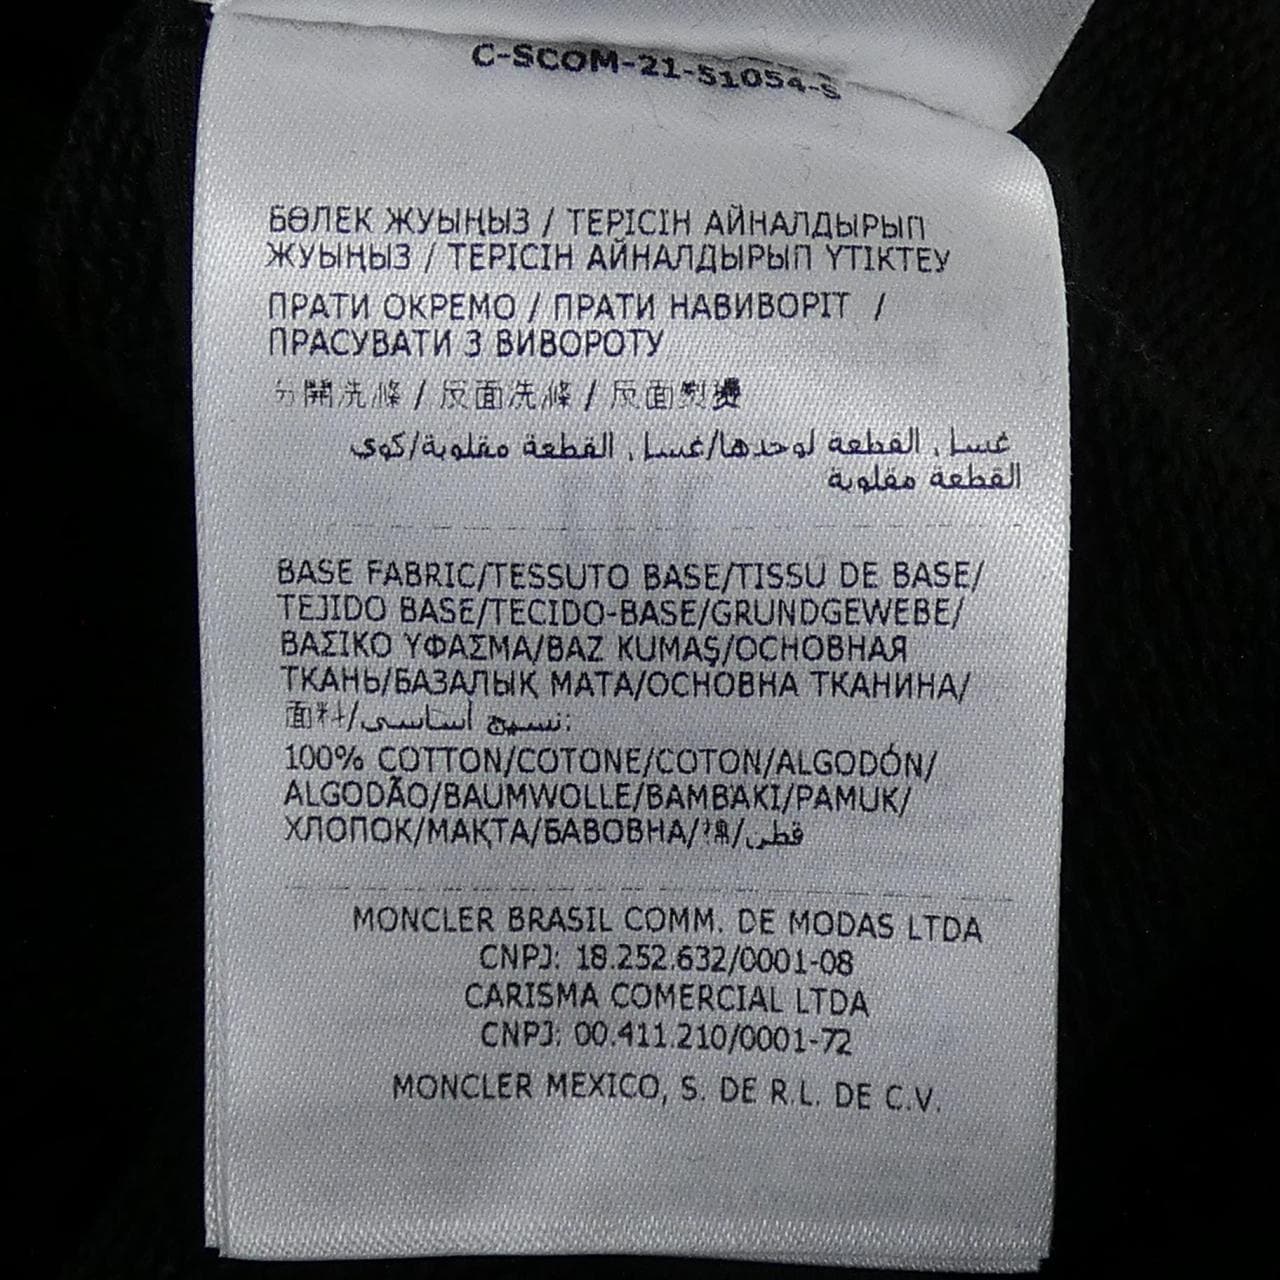 C-SCOM-21-51054-S
БӨЛЕК ЖУЫҢЫЗ / ТЕРІСІН АЙНАЛДЫРЫП
ЖУЫҢЫЗ / ТЕРІСІН АЙНАЛДЫРЫП ҮТІКТЕУ
ПРАТИ ОКРЕМО / ПРАТИ НАВИВОРІТ /
ПРАСУВАТИ З ВИВОРОТУ
分開洗滌 / 反面洗滌 / 反面熨燙
غسل القطعة لوحدها/غسل القطعة مقلوبة/كوي
القطعة مقلوبة
BASE FABRIC/TESSUTO BASE/TISSU DE BASE/
TEJIDO BASE/TECIDO-BASE/GRUNDGEWEBE/
ΒΑΣΙΚΟ ΥΦΑΣΜΑ/BAZ KUMAŞ/ОСНОВНАЯ
ТКАНЬ/БАЗАЛЫҚ МАТА/ОСНОВНА ТКАНИНА/
面料/نسيج أساسي:
100% COTTON/COTONE/COTON/ALGODÓN/
ALGODÃO/BAUMWOLLE/ΒΑΜΒΑΚΙ/PAMUK/
ХЛОПОК/МАҚТА/БАВОВНА/棉/قطن
MONCLER BRASIL COMM. DE MODAS LTDA
CNPJ: 18.252.632/0001-08
CARISMA COMERCIAL LTDA
CNPJ: 00.411.210/0001-72
MONCLER MEXICO, S. DE R.L. DE C.V.